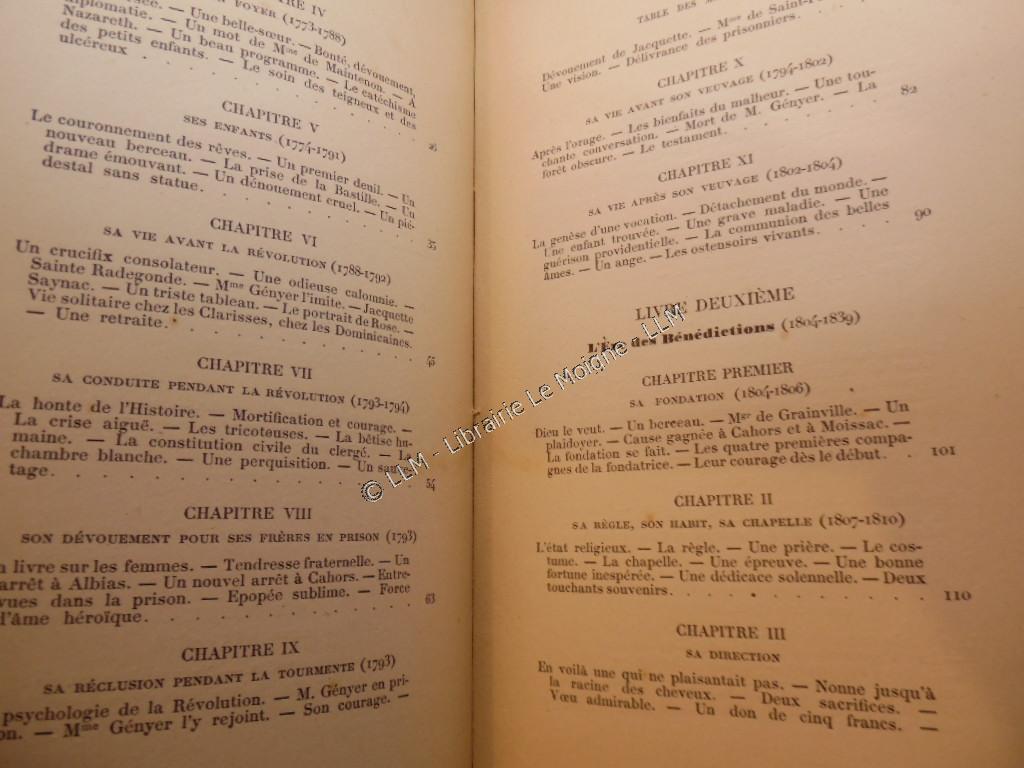 FOYER (1773-1788)
Une belle-sœur. — Bonté, dévouement,
diplomatie. — Un mot de Mme de Maintenon. — A
Nazareth. — Un beau programme. — Le catéchisme
des petits enfants. — Le soin des teigneux et des
ulcéreux . . . . . . . . 26
CHAPITRE V
SES ENFANTS (1774-1791)
Le couronnement des rêves. — Un premier deuil. — Un
nouveau berceau. — La prise de la Bastille. — Un
drame émouvant. — Un dénouement cruel. — Un pié-
destal sans statue. . . . . . . . 35
CHAPITRE VI
SA VIE AVANT LA RÉVOLUTION (1788-1792)
Un crucifix consolateur. — Une odieuse calomnie. —
Sainte Radegonde. — Mme Gényer l'imite. — Jacquette
Saynac. — Un triste tableau. — Le portrait de Rose. —
Vie solitaire chez les Clarisses, chez les Dominicaines.
— Une retraite. . . . . . . . 45
CHAPITRE VII
SA CONDUITE PENDANT LA RÉVOLUTION (1793-1794)
La honte de l'Histoire. — Mortification et courage. —
La crise aiguë. — Les tricoteuses. — La bêtise hu-
maine. — La constitution civile du clergé. — La
chambre blanche. — Une perquisition. — Un sauve-
tage. . . . . . . . 54
CHAPITRE VIII
SON DÉVOUEMENT POUR SES FRÈRES EN PRISON (1793)
livre sur les femmes. — Tendresse fraternelle. — Un
arrêt à Albias. — Un nouvel arrêt à Cahors. — Entre-
vues dans la prison. — Epopée sublime. — Force
d'âme héroïque. . . . . . . . 63
CHAPITRE IX
SA RÉCLUSION PENDANT LA TOURMENTE (1793)
psychologie de la Révolution. — M. Gényer en pri-
on. — Mme Gényer l'y rejoint. — Son courage. —
TABLE DES
Dévouement de Jacquette. — Mgr de
Une vision. — Délivrance des prisonniers.
CHAPITRE X
SA VIE AVANT SON VEUVAGE (1794-1802)
Après l'orage. — Les bienfaits du malheur. — Une tou-
chante conversation. — Mort de M. Gényer. — La
forêt obscure. — Le testament. . . . . . . 82
CHAPITRE XI
SA VIE APRÈS SON VEUVAGE (1802-1804)
La genèse d'une vocation. — Détachement du monde. —
Une enfant trouvée. — Une grave maladie. — Une
guérison providentielle. — La communion des belles
âmes. — Un ange. — Les ostensoirs vivants. . . . . 90
LIVRE DEUXIÈME
L'Ère des Bénédictions (1804-1839)
CHAPITRE PREMIER
SA FONDATION (1804-1806)
Dieu le veut. — Un berceau. — Mgr de Grainville. — Un
plaidoyer. — Cause gagnée à Cahors et à Moissac. —
La fondation se fait. — Les quatre premières compa-
gnes de la fondatrice. — Leur courage dès le début. . 101
CHAPITRE II
SA RÈGLE, SON HABIT, SA CHAPELLE (1807-1810)
L'état religieux. — La règle. — Une prière. — Le cos-
tume. — La chapelle. — Une épreuve. — Une bonne
fortune inespérée. — Une dédicace solennelle. — Deux
touchants souvenirs. . . . . . . . 110
CHAPITRE III
SA DIRECTION
En voilà une qui ne plaisantait pas. — Nonne jusqu'à
la racine des cheveux. — Deux sacrifices. —
Vœu admirable. — Un don de cinq francs. —
© LLM - Librairie Le Moigne - LLM